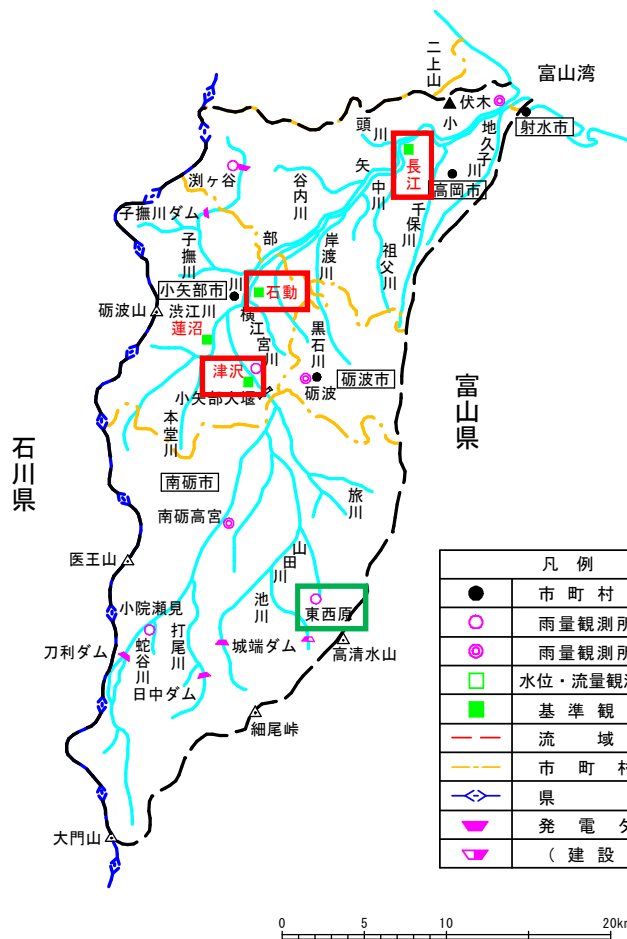 富山湾
二上山
伏木
小
射水市
頭川
地久子川
長江
矢
高岡市
渕ヶ谷
谷内川
中川
千保川
子撫川ダム
祖父川
子撫川
部
岸渡川
小矢部市
川
石動
砺波山
渋江川
横江宮川
黒石川
蓮沼
津沢
砺波
砺波市
小矢部大堰
富山県
本堂川
石川県
南砺市
旅川
南砺高宮
山田川
医王山
池川
東西原
小院瀬見
打尾川
城端ダム
高清水山
刀利ダム
蛇谷川
日中ダム
細尾峠
大門山
凡例
市町村
雨量観測所
雨量観測所
水位・流量観
基準観
流域
市町村
県
発電
(建設
0 5 10 20km